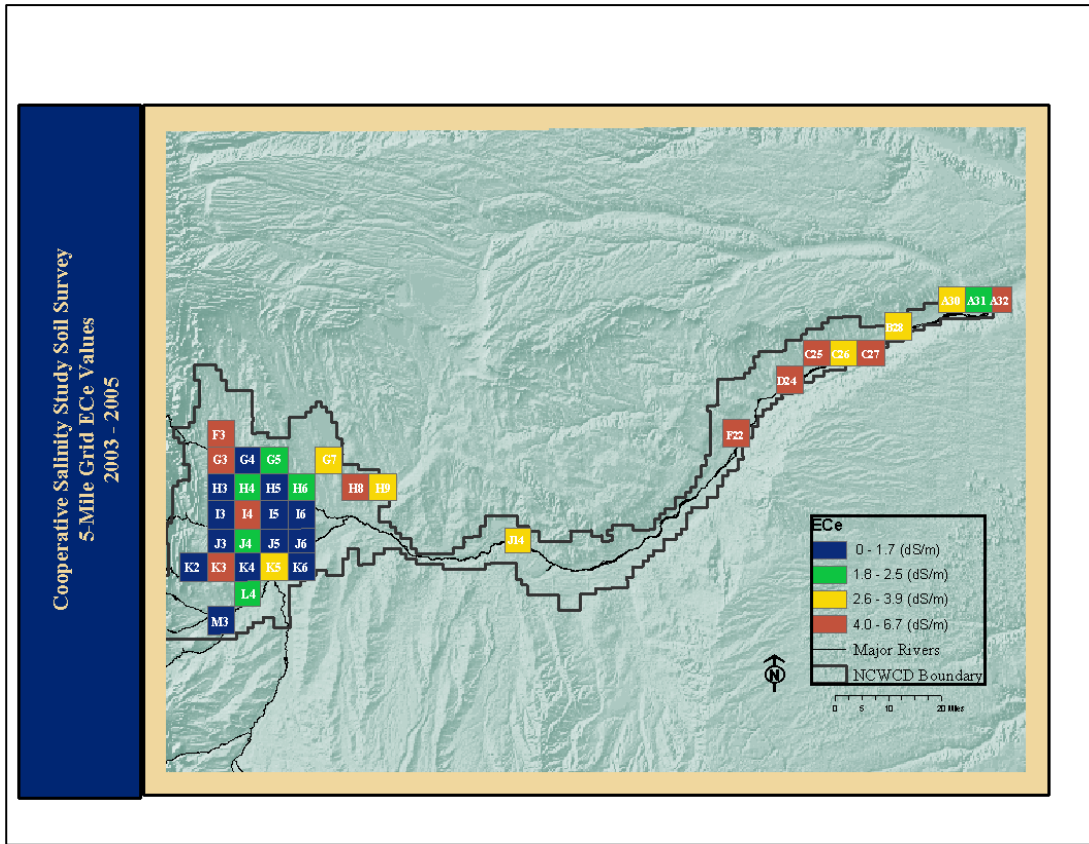 Cooperative Salinity Study Soil Survey
5-Mile Grid ECe Values
2003 - 2005
A30 A31 A32
B28
C25 C26 C27
D24
F3 F22
G3 G4 G5 G7
H3 H4 H5 H6 H8 H9
I3 I4 I5 I6
J3 J4 J5 J6 J14
K2 K3 K4 K5 K6
L4
M3
ECe
0 - 1.7 (dS/m)
1.8 - 2.5 (dS/m)
2.6 - 3.9 (dS/m)
4.0 - 6.7 (dS/m)
Major Rivers
NCWCD Boundary
N
0 5 10 20 Miles